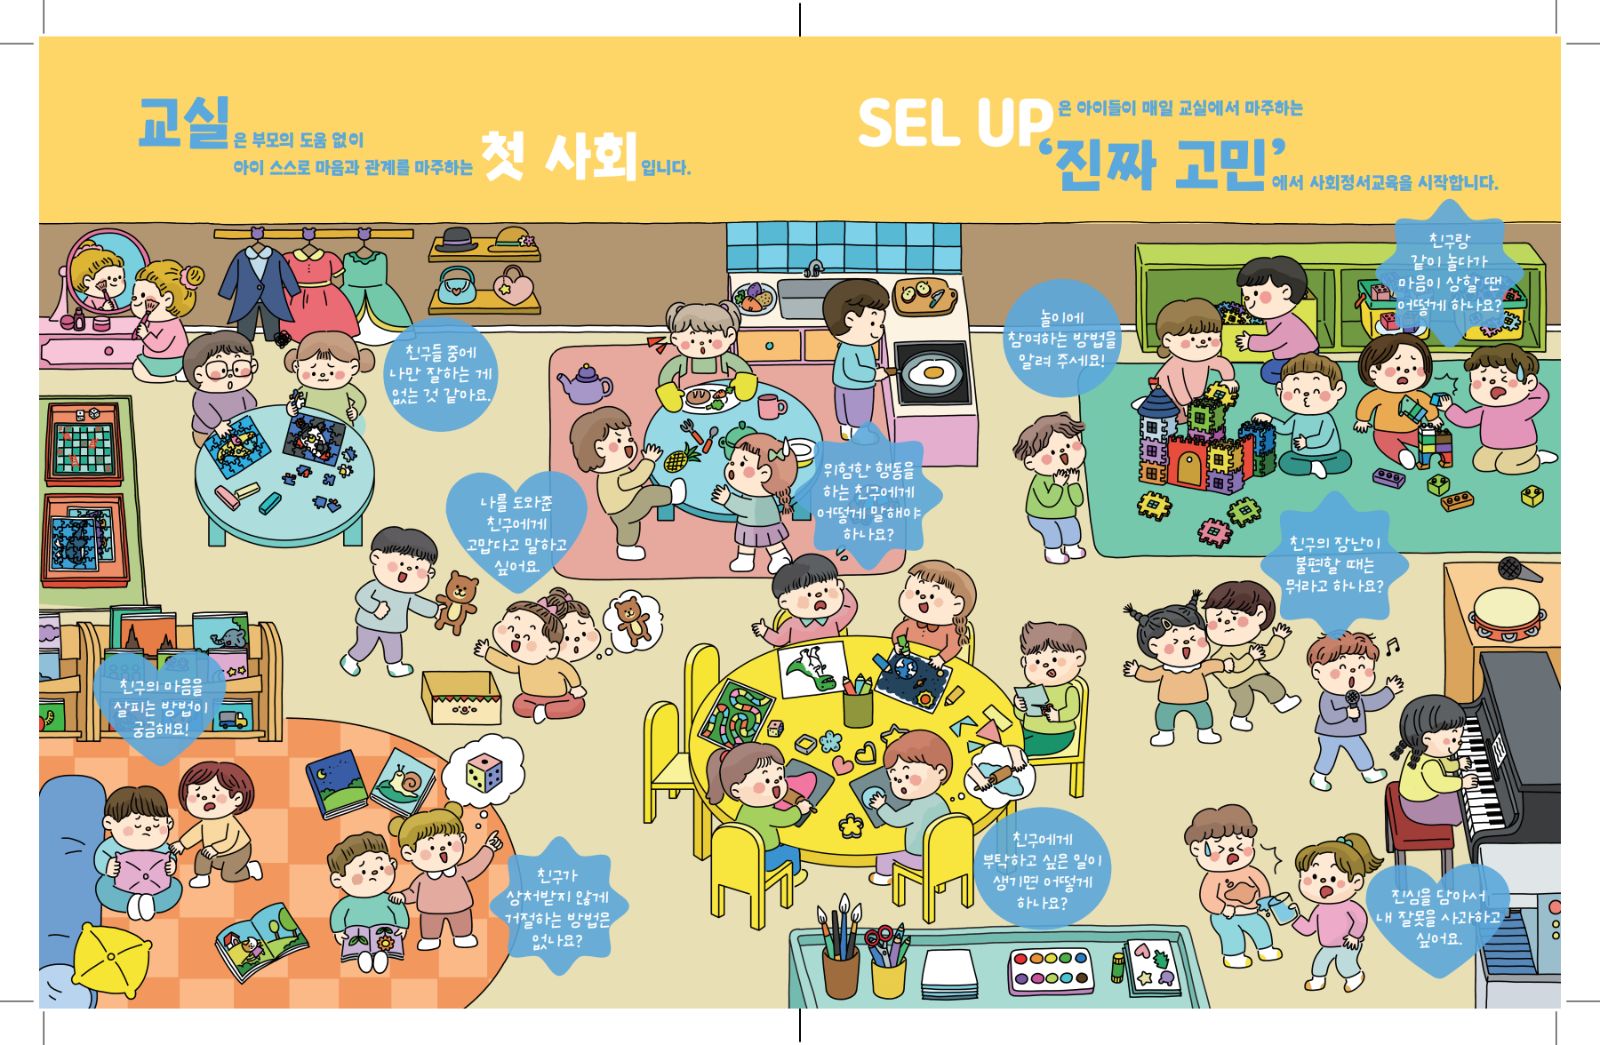 교실은 부모의 도움 없이
아이 스스로 마음과 관계를 마주하는 첫 사회입니다.
SEL UP은 아이들이 매일 교실에서 마주하는
‘진짜 고민’에서 사회정서교육을 시작합니다.
친구랑
같이 놀다가
마음이 상할 땐
어떻게 하나요?
놀이에
참여하는 방법을
알려 주세요!
친구들 중에
나만 잘하는 게
없는 것 같아요.
위험한 행동을
하는 친구에게
어떻게 말해야
하나요?
나를 도와준
친구에게
고맙다고 말하고
싶어요.
친구의 장난이
불편할 때는
뭐라고 하나요?
친구의 마음을
살피는 방법이
궁금해요!
친구가
상처받지 않게
거절하는 방법은
없나요?
친구에게
부탁하고 싶은 일이
생기면 어떻게
하나요?
진심을 담아서
내 잘못을 사과하고
싶어요.